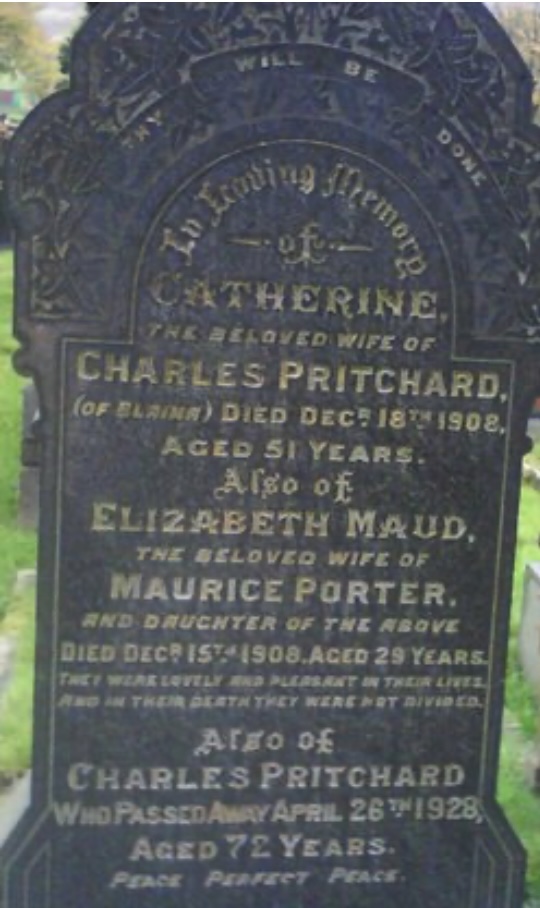 THY WILL BE DONE
In Loving Memory
of
CATHERINE,
THE BELOVED WIFE OF
CHARLES PRITCHARD,
(OF BLAINA) DIED DECR 18TH 1908,
AGED 51 YEARS.
Also of
ELIZABETH MAUD,
THE BELOVED WIFE OF
MAURICE PORTER,
AND DAUGHTER OF THE ABOVE
DIED DECR 15TH 1908. AGED 29 YEARS.
THEY WERE LOVELY AND PLEASANT IN THEIR LIVES,
AND IN THEIR DEATH THEY WERE NOT DIVIDED.
Also of
CHARLES PRITCHARD
WHO PASSED AWAY APRIL 26TH 1928,
AGED 72 YEARS.
PEACE PERFECT PEACE.